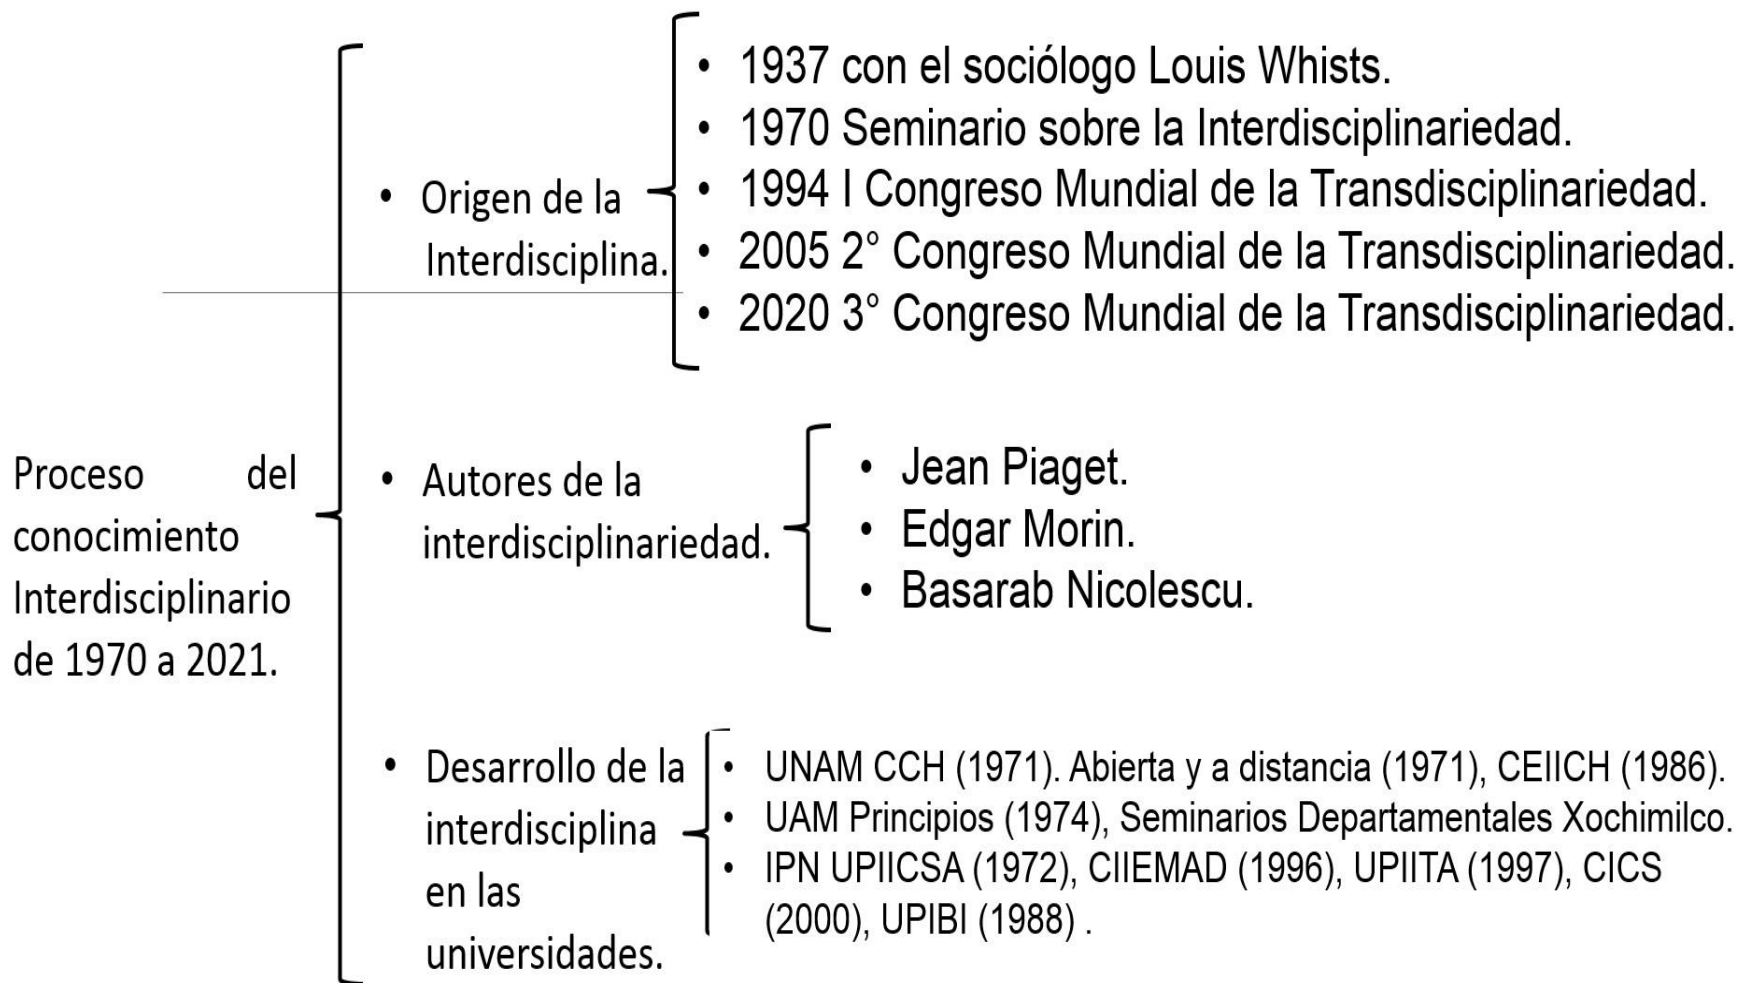 Proceso del
conocimiento
Interdisciplinario
de 1970 a 2021.
• Origen de la
Interdisciplina.
• 1937 con el sociólogo Louis Whists.
• 1970 Seminario sobre la Interdisciplinariedad.
• 1994 I Congreso Mundial de la Transdisciplinariedad.
• 2005 2° Congreso Mundial de la Transdisciplinariedad.
• 2020 3° Congreso Mundial de la Transdisciplinariedad.
• Autores de la
interdisciplinariedad.
• Jean Piaget.
• Edgar Morin.
• Basarab Nicolescu.
• Desarrollo de la
interdisciplina
en las
universidades.
• UNAM CCH (1971). Abierta y a distancia (1971), CEIICH (1986).
• UAM Principios (1974), Seminarios Departamentales Xochimilco.
• IPN UPIICSA (1972), CIIEMAD (1996), UPIITA (1997), CICS
(2000), UPIBI (1988) .